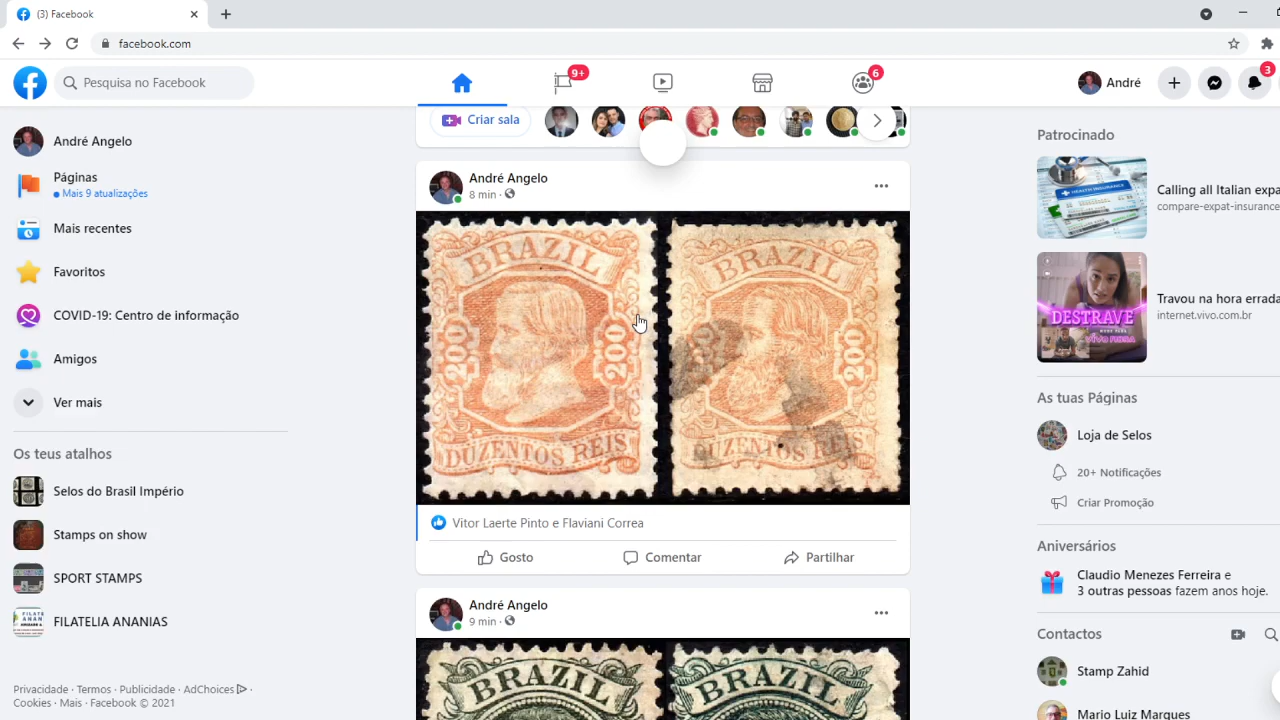 (3) Facebook
facebook.com
Pesquisa no Facebook
9+
6
André
3
André Angelo
Páginas
Mais 9 atualizações
Mais recentes
Favoritos
COVID-19: Centro de informação
Amigos
Ver mais
Os teus atalhos
Selos do Brasil Império
Stamps on show
SPORT STAMPS
FILATELIA ANANIAS
Privacidade · Termos · Publicidade · AdChoices ·
Cookies · Mais · Facebook © 2021
Criar sala
André Angelo
8 min ·
BRAZIL
200 200
DUZENTOS REIS
BRAZIL
200
DUZENTOS REIS
Vitor Laerte Pinto e Flaviani Correa
Gosto Comentar Partilhar
André Angelo
9 min ·
BRAZIL
BRAZIL
Patrocinado
HEALTH INSURANCE
Calling all Italian expa
compare-expat-insurance
DESTRAVE
VIVO FIBRA
Travou na hora errada
internet.vivo.com.br
As tuas Páginas
Loja de Selos
20+ Notificações
Criar Promoção
Aniversários
Claudio Menezes Ferreira e
3 outras pessoas fazem anos hoje.
Contactos
Stamp Zahid
Mario Luiz Marques